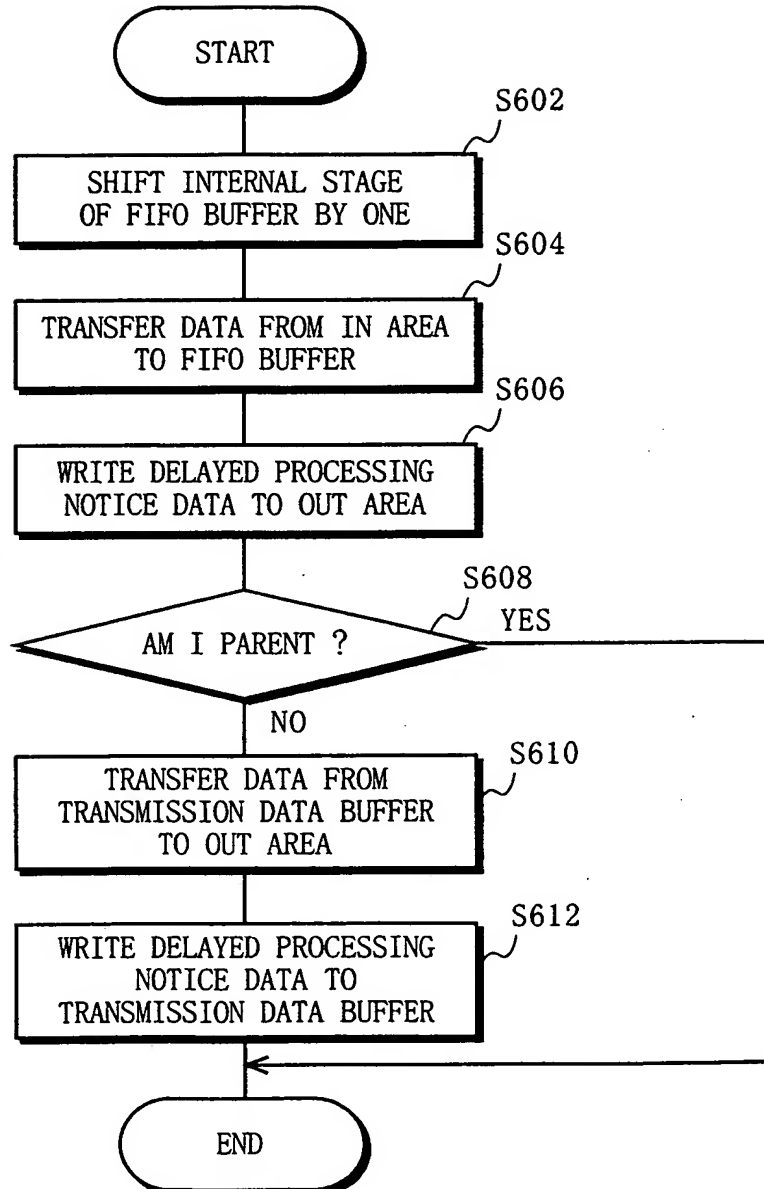 START
S602
SHIFT INTERNAL STAGE
OF FIFO BUFFER BY ONE
S604
TRANSFER DATA FROM IN AREA
TO FIFO BUFFER
S606
WRITE DELAYED PROCESSING
NOTICE DATA TO OUT AREA
S608
AM I PARENT ?
YES
NO
S610
TRANSFER DATA FROM
TRANSMISSION DATA BUFFER
TO OUT AREA
S612
WRITE DELAYED PROCESSING
NOTICE DATA TO
TRANSMISSION DATA BUFFER
END